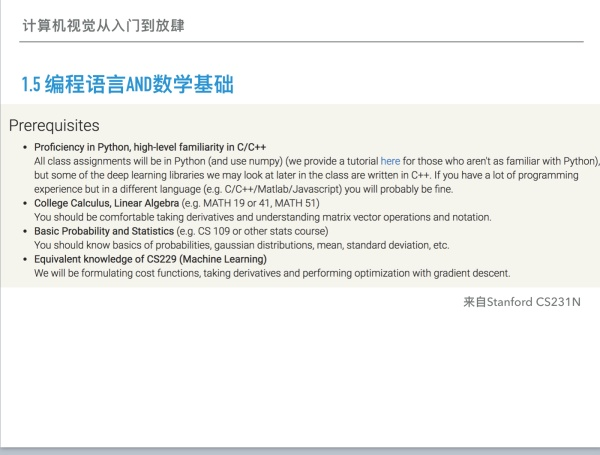 计算机视觉从入门到放肆
1.5 编程语言AND数学基础
Prerequisites
• Proficiency in Python, high-level familiarity in C/C++
All class assignments will be in Python (and use numpy) (we provide a tutorial here for those who aren't as familiar with Python),
but some of the deep learning libraries we may look at later in the class are written in C++. If you have a lot of programming
experience but in a different language (e.g. C/C++/Matlab/Javascript) you will probably be fine.
• College Calculus, Linear Algebra (e.g. MATH 19 or 41, MATH 51)
You should be comfortable taking derivatives and understanding matrix vector operations and notation.
• Basic Probability and Statistics (e.g. CS 109 or other stats course)
You should know basics of probabilities, gaussian distributions, mean, standard deviation, etc.
• Equivalent knowledge of CS229 (Machine Learning)
We will be formulating cost functions, taking derivatives and performing optimization with gradient descent.
来自Stanford CS231N